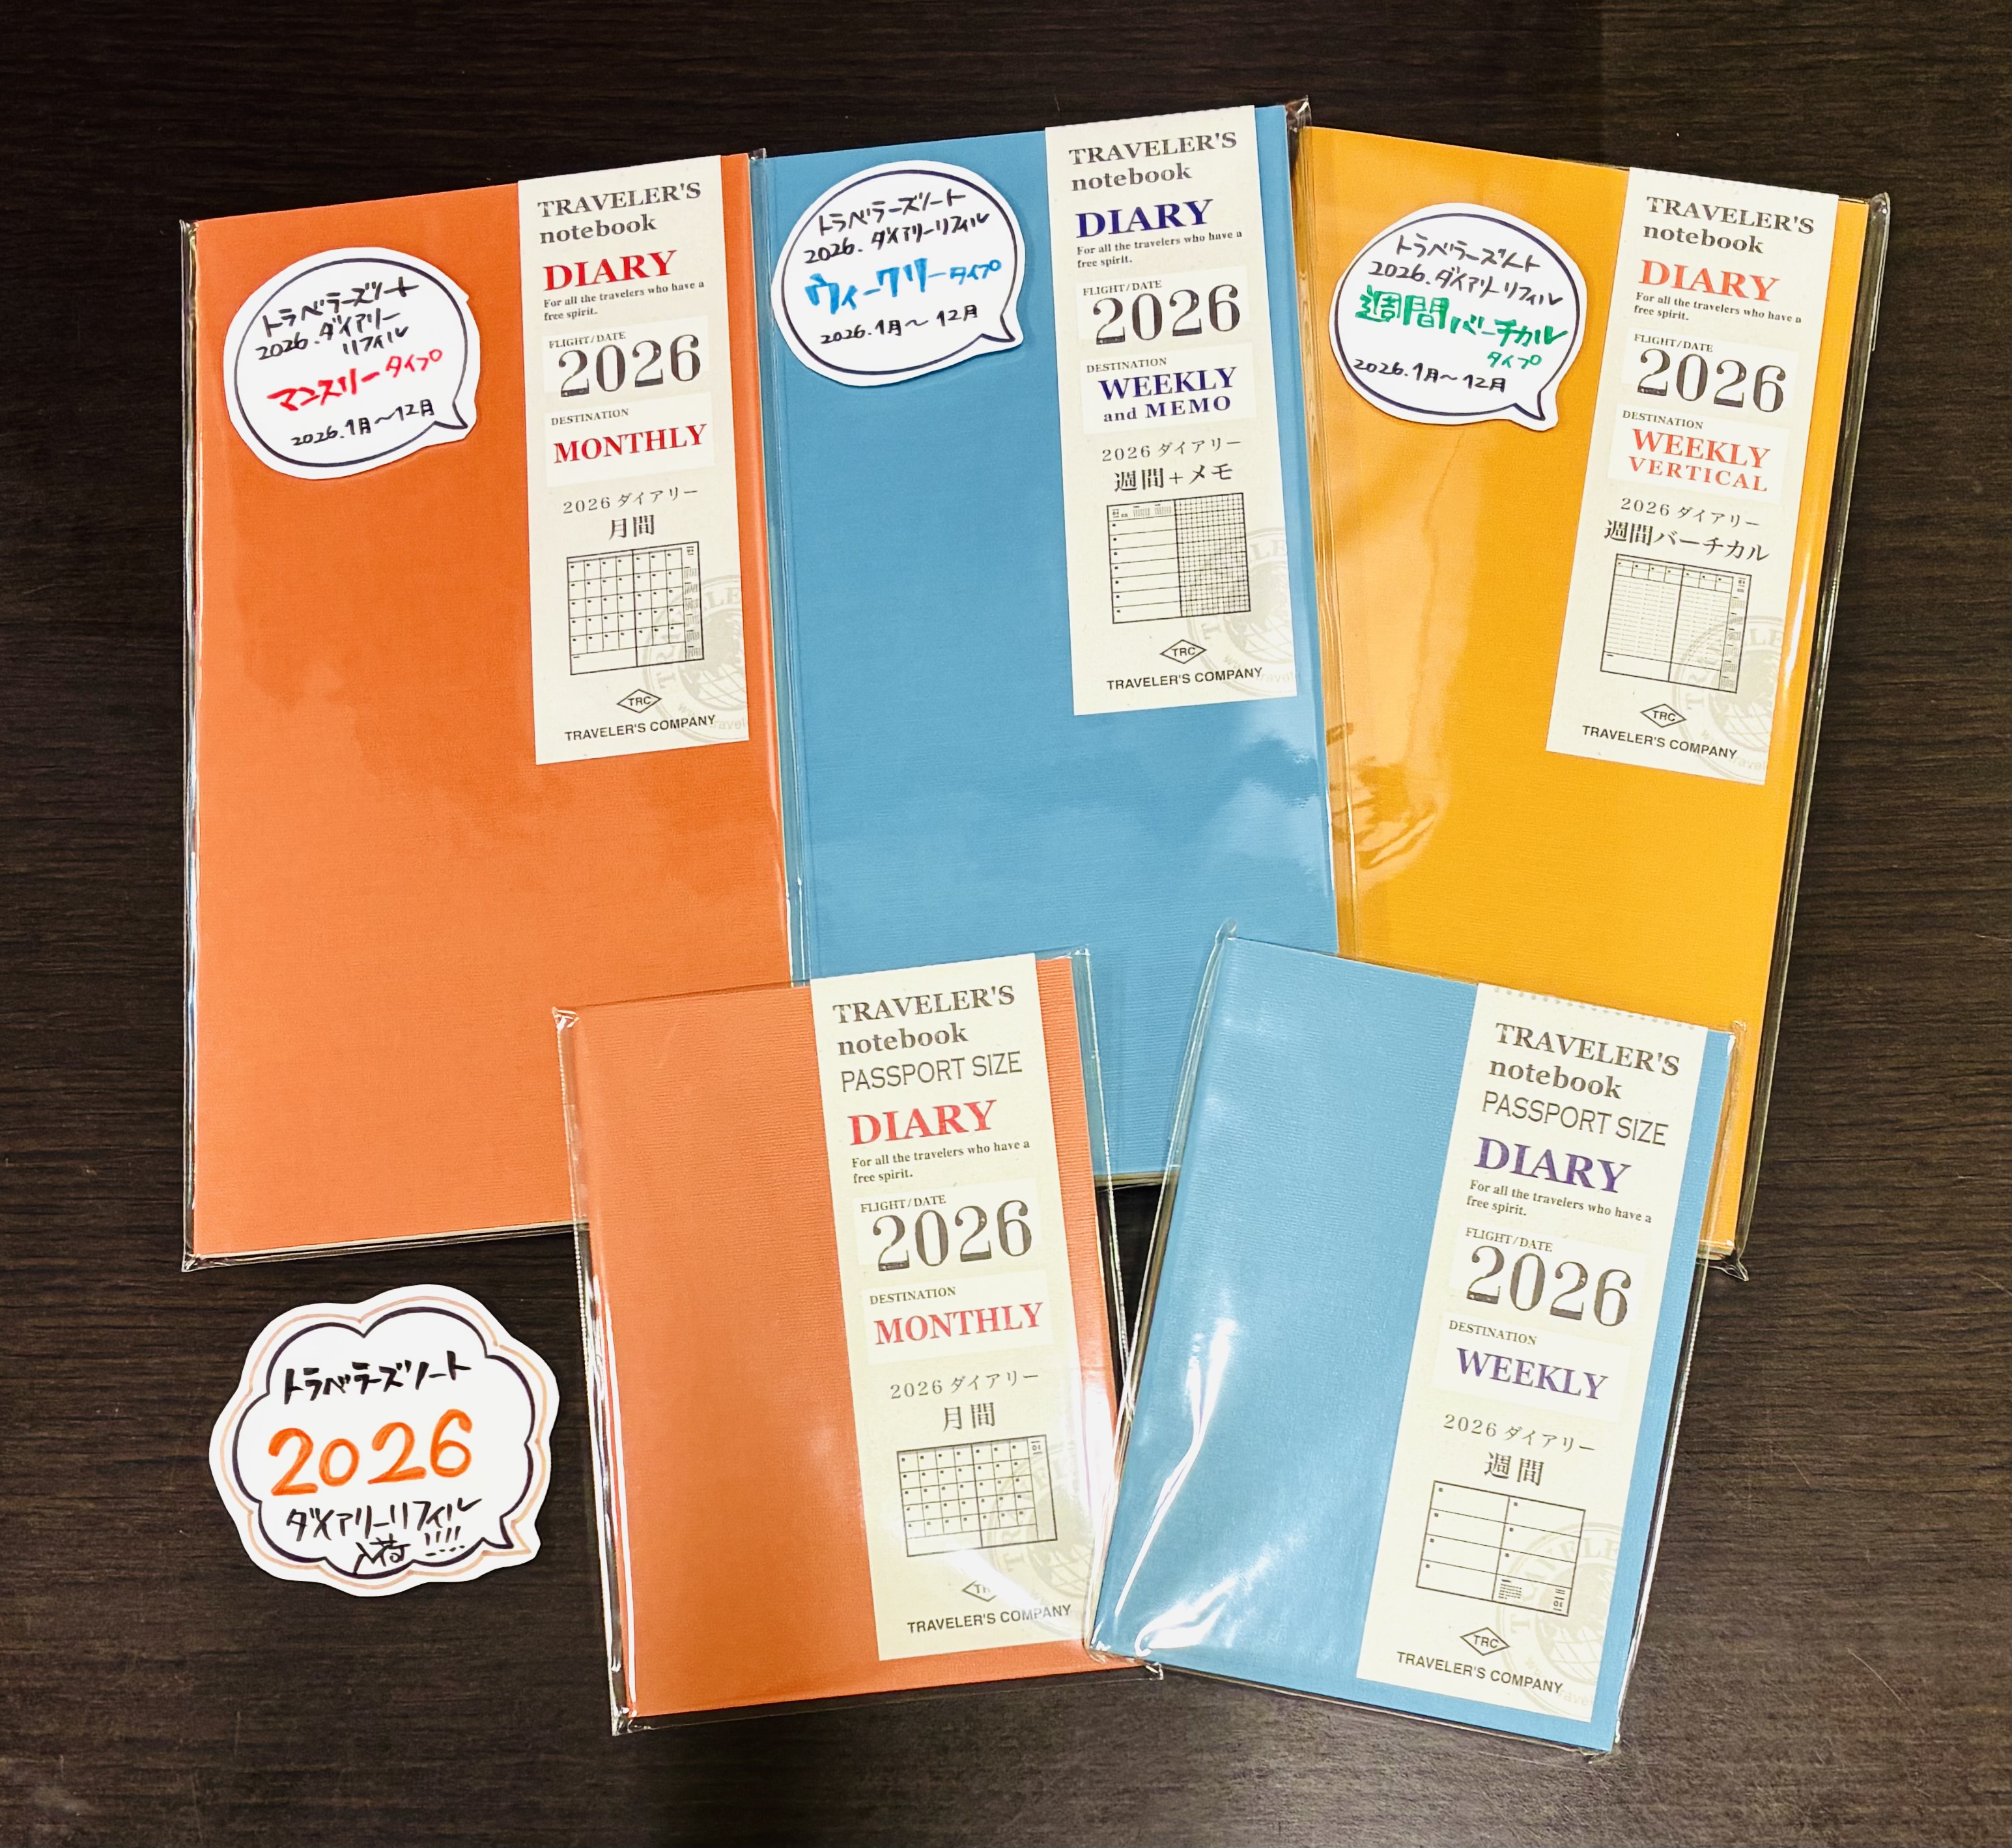 トラベラーズノート
2026.ダイアリー
リフィル
マンスリータイプ
2026.1月～12月
TRAVELER'S
notebook
DIARY
For all the travelers who have a
free spirit.
FLIGHT/DATE
2026
DESTINATION
MONTHLY
2026 ダイアリー
月間
TRC
TRAVELER'S COMPANY
トラベラーズノート
2026.ダイアリーリフィル
ウィークリータイプ
2026.1月～12月
TRAVELER'S
notebook
DIARY
For all the travelers who have a
free spirit.
FLIGHT/DATE
2026
DESTINATION
WEEKLY
and MEMO
2026 ダイアリー
週間+メモ
TRC
TRAVELER'S COMPANY
トラベラーズノート
2026.ダイアリーリフィル
週間バーチカル
タイプ
2026.1月～12月
TRAVELER'S
notebook
DIARY
For all the travelers who have a
free spirit.
FLIGHT/DATE
2026
DESTINATION
WEEKLY
VERTICAL
2026 ダイアリー
週間バーチカル
TRC
TRAVELER'S COMPANY
トラベラーズノート
2026
ダイアリーリフィル
入荷!!!!
TRAVELER'S
notebook
PASSPORT SIZE
DIARY
For all the travelers who have a
free spirit.
FLIGHT/DATE
2026
DESTINATION
MONTHLY
2026 ダイアリー
月間
TRAVELER'S COMPANY
TRAVELER'S
notebook
PASSPORT SIZE
DIARY
For all the travelers who have a
free spirit.
FLIGHT/DATE
2026
DESTINATION
WEEKLY
2026 ダイアリー
週間
TRC
TRAVELER'S COMPANY